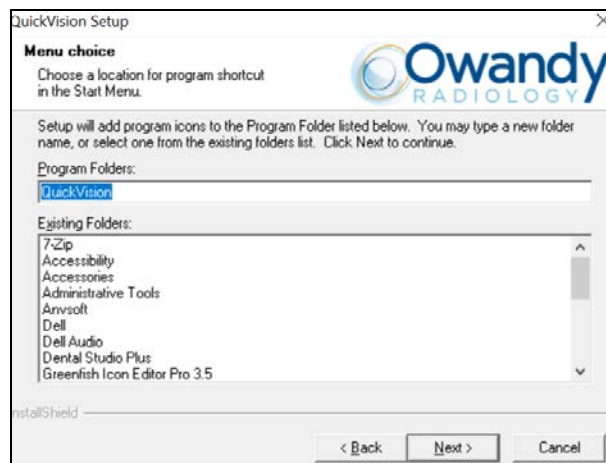 QuickVision Setup
Menu choice
Choose a location for program shortcut
in the Start Menu.
Owandy
RADIOLOGY
Setup will add program icons to the Program Folder listed below. You may type a new folder
name, or select one from the existing folders list. Click Next to continue.
Program Folders:
QuickVision
Existing Folders:
7-Zip
Accessibility
Accessories
Administrative Tools
Anvsoft
Dell
Dell Audio
Dental Studio Plus
Greenfish Icon Editor Pro 3.5
nstallShield
< Back
Next >
Cancel